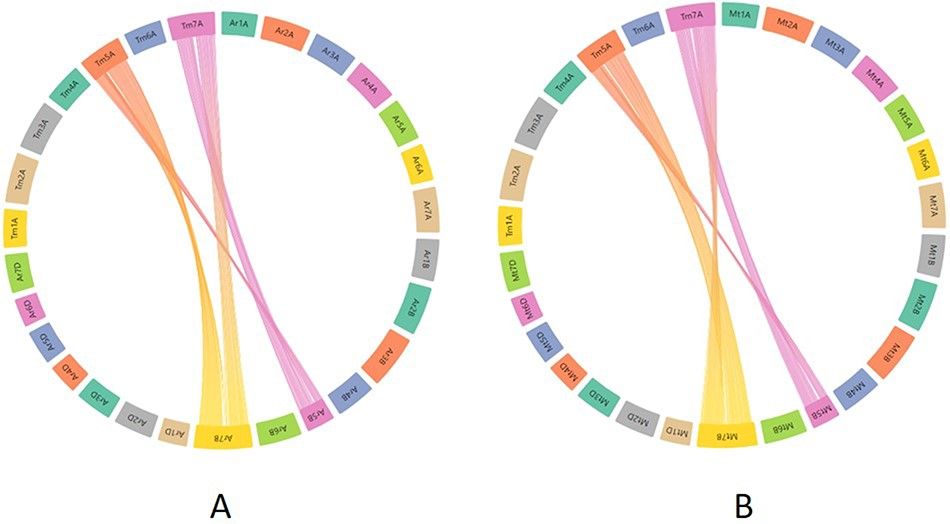 Ar1A
Ar2A
Ar3A
Ar4A
Ar5A
Ar6A
Ar7A
Ar1B
Ar2B
Ar3B
Ar4B
Ar5B
Ar6B
Ar7B
Ar1D
Ar2D
Ar3D
Ar4D
Ar5D
Ar6D
Ar7D
Tm1A
Tm2A
Tm3A
Tm4A
Tm5A
Tm6A
Tm7A
A
Mt1A
Mt2A
Mt3A
Mt4A
Mt5A
Mt6A
Mt7A
Mt1B
Mt2B
Mt3B
Mt4B
Mt5B
Mt6B
Mt7B
Mt1D
Mt2D
Mt3D
Mt4D
Mt5D
Mt6D
Mt7D
Tm1A
Tm2A
Tm3A
Tm4A
Tm5A
Tm6A
Tm7A
B